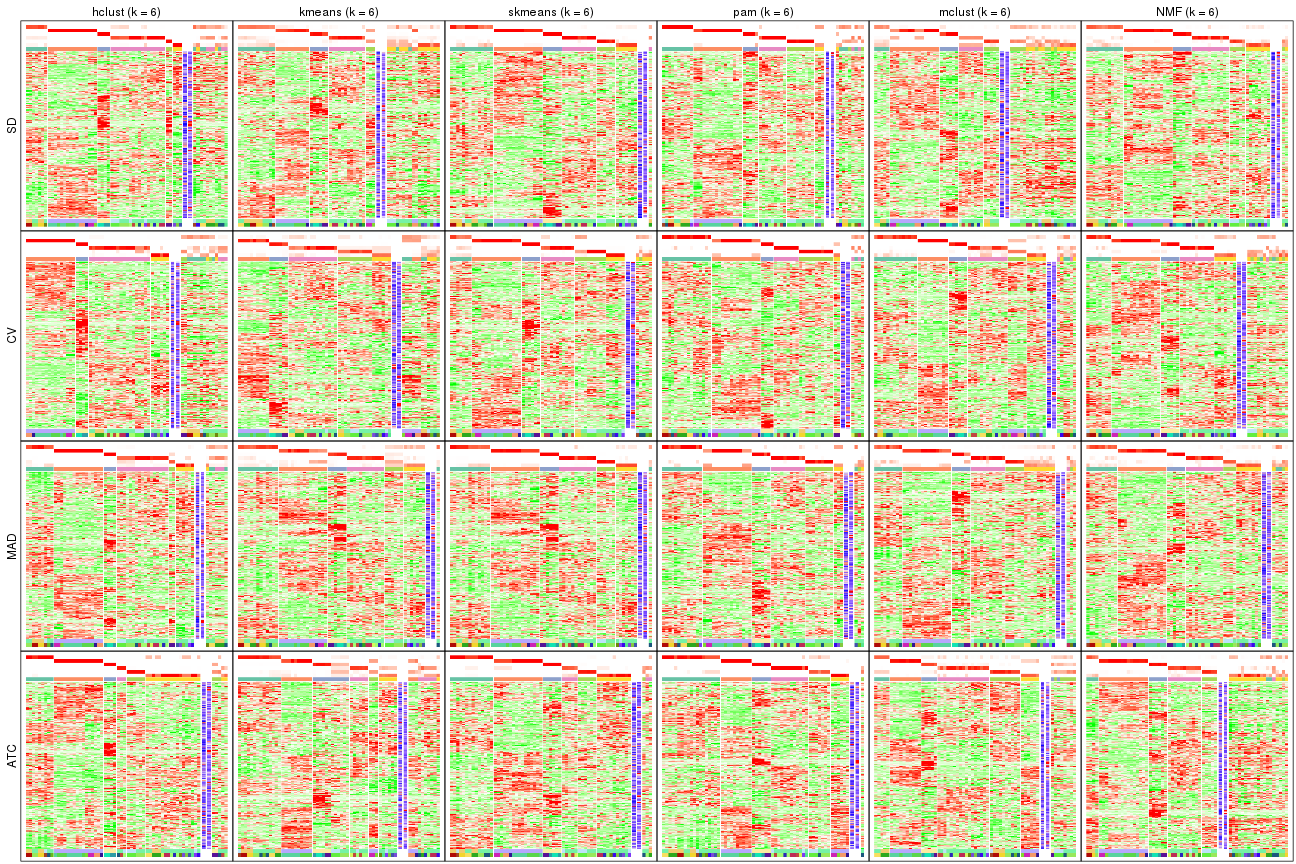 hclust (k = 6) kmeans (k = 6) skmeans (k = 6) pam (k = 6) mclust (k = 6) NMF (k = 6)
SD
CV
MAD
ATC